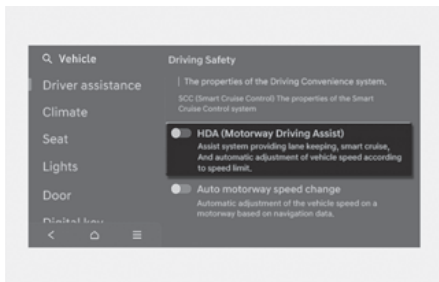 Vehicle
Driver assistance
Climate
Seat
Lights
Door
Digital key
Driving Safety
The properties of the Driving Convenience system.
SCC (Smart Cruise Control) The properties of the Smart
Cruise Control system
HDA (Motorway Driving Assist)
Assist system providing lane keeping, smart cruise,
And automatic adjustment of vehicle speed according
to speed limit.
Auto motorway speed change
Automatic adjustment of the vehicle speed on a
motorway based on navigation data.